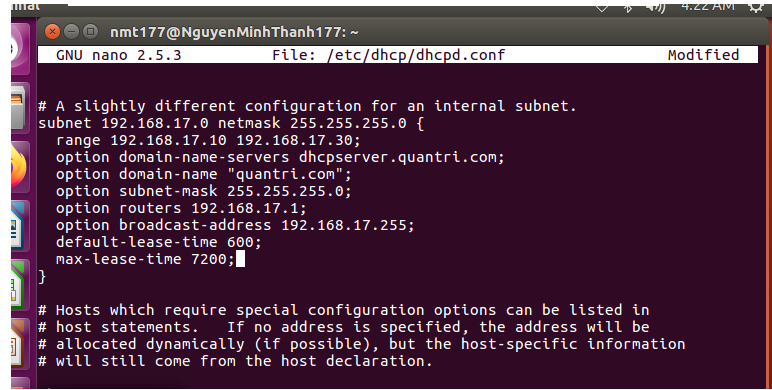 4:22 AM
nmt177@NguyenMinhThanh177: ~
GNU nano 2.5.3 File: /etc/dhcp/dhcpd.conf Modified
# A slightly different configuration for an internal subnet.
subnet 192.168.17.0 netmask 255.255.255.0 {
range 192.168.17.10 192.168.17.30;
option domain-name-servers dhcpserver.quantri.com;
option domain-name "quantri.com";
option subnet-mask 255.255.255.0;
option routers 192.168.17.1;
option broadcast-address 192.168.17.255;
default-lease-time 600;
max-lease-time 7200;
}
# Hosts which require special configuration options can be listed in
# host statements.   If no address is specified, the address will be
# allocated dynamically (if possible), but the host-specific information
# will still come from the host declaration.